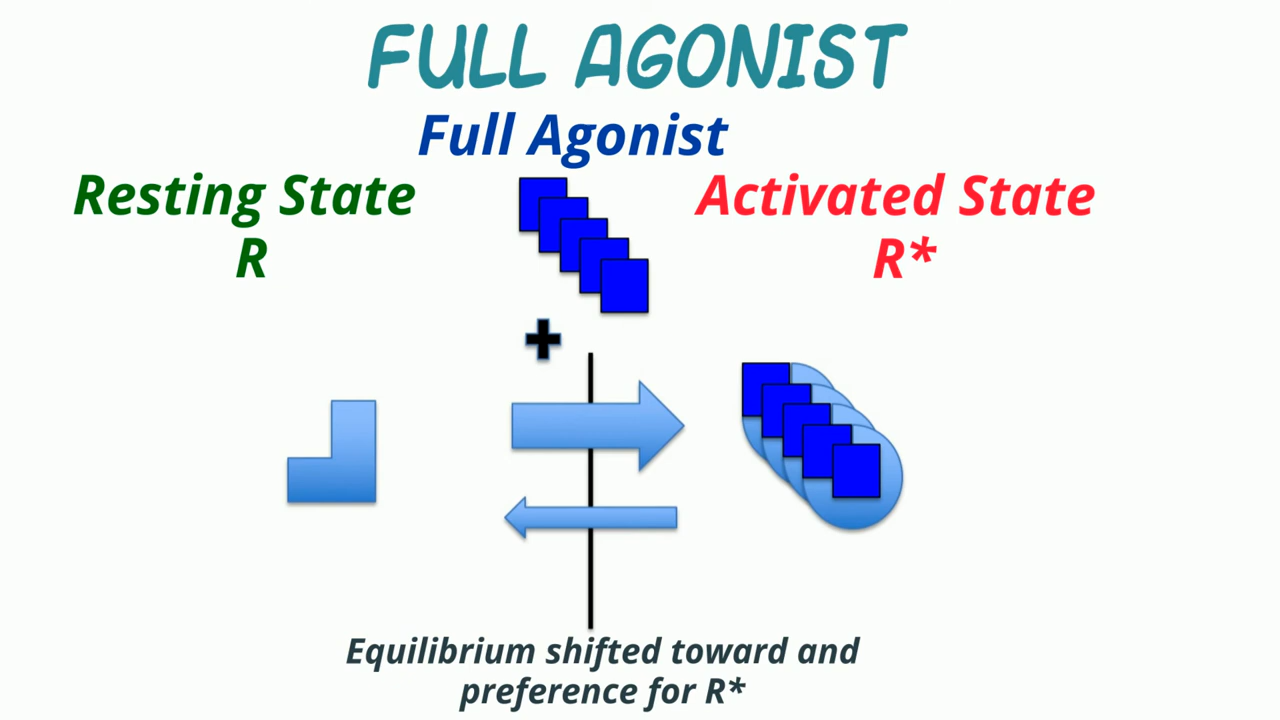 FULL AGONIST
Full Agonist
Resting State
R
Activated State
R*
Equilibrium shifted toward and
preference for R*